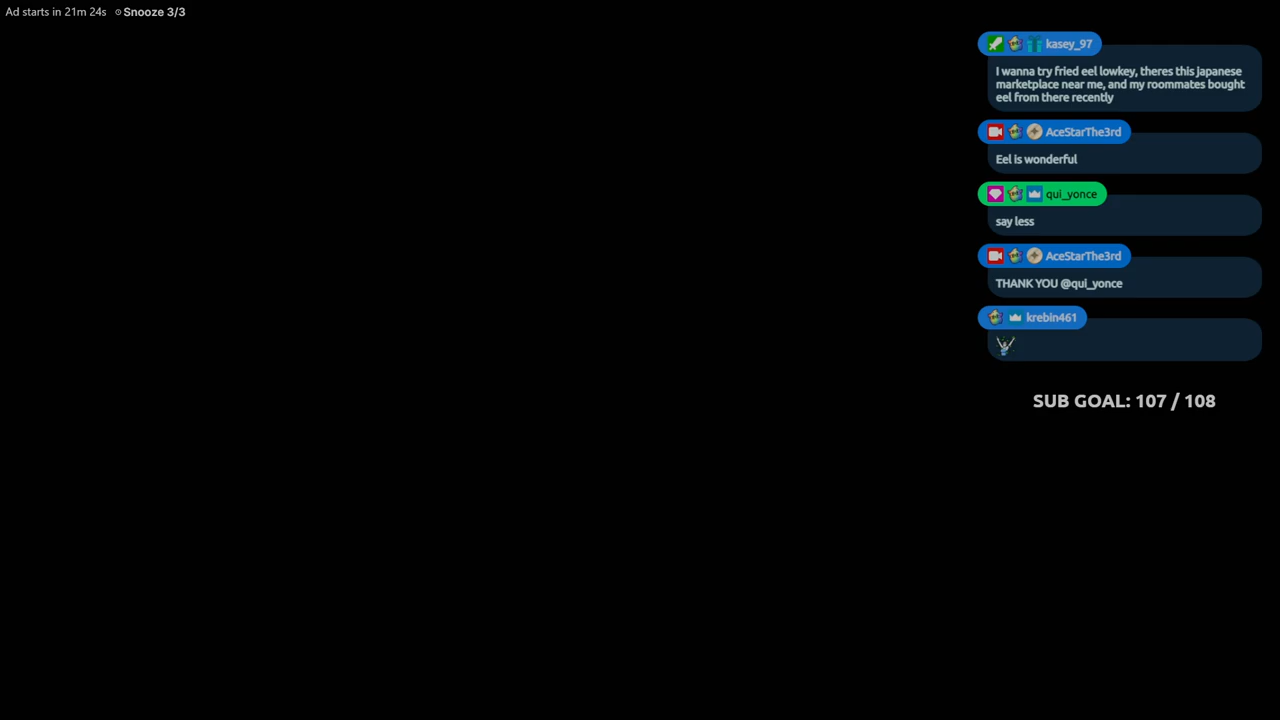 Ad starts in 21m 24s Snooze 3/3
kasey_97
I wanna try fried eel lowkey, theres this japanese
marketplace near me, and my roommates bought
eel from there recently
AceStarThe3rd
Eel is wonderful
qui_yonce
say less
AceStarThe3rd
THANK YOU @qui_yonce
krebin461
SUB GOAL: 107 / 108